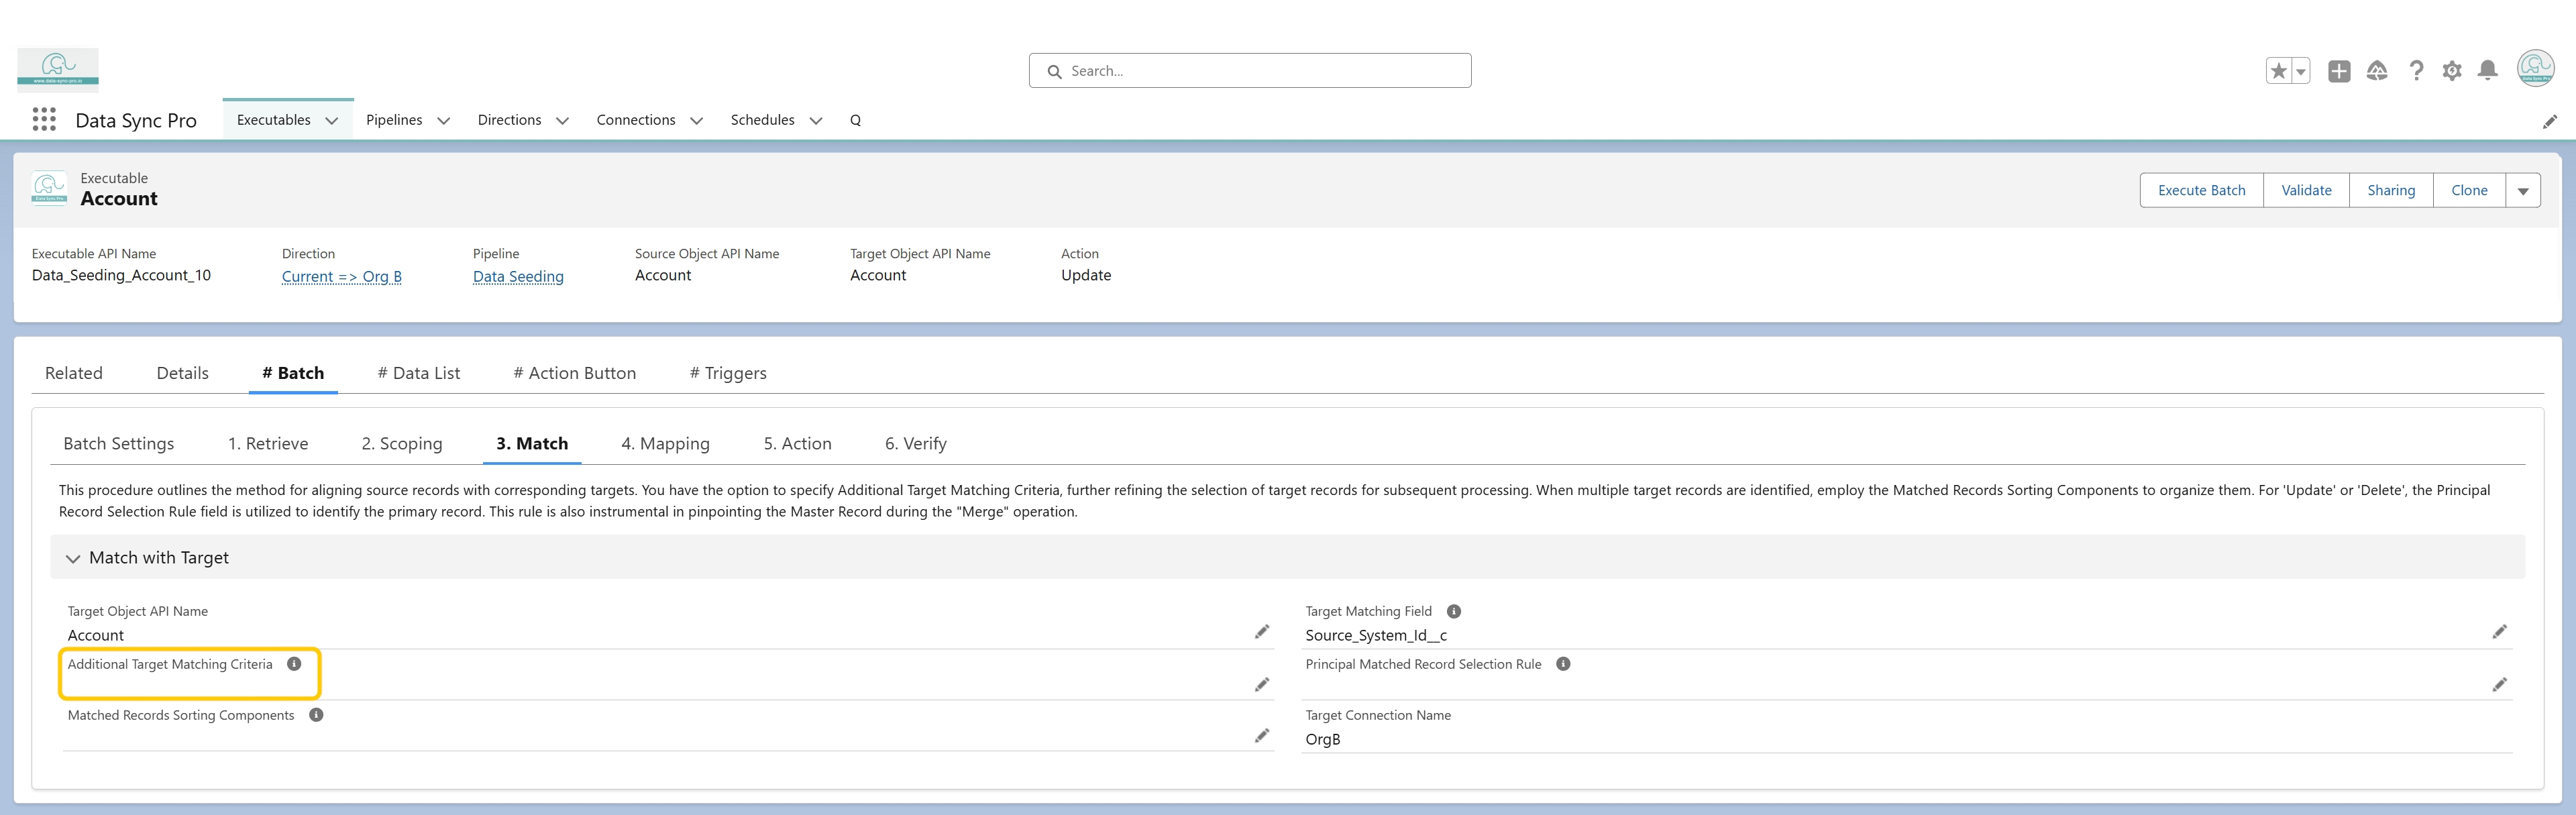 www.data-sync-pro.io
Search...
Data Sync Pro
Executables
Pipelines
Directions
Connections
Schedules
Q
Data Sync Pro
Executable
Account
Execute Batch
Validate
Sharing
Clone
Executable API Name
Direction
Pipeline
Source Object API Name
Target Object API Name
Action
Data_Seeding_Account_10
Current => Org B
Data Seeding
Account
Account
Update
Related
Details
# Batch
# Data List
# Action Button
# Triggers
Batch Settings
1. Retrieve
2. Scoping
3. Match
4. Mapping
5. Action
6. Verify
This procedure outlines the method for aligning source records with corresponding targets. You have the option to specify Additional Target Matching Criteria, further refining the selection of target records for subsequent processing. When multiple target records are identified, employ the Matched Records Sorting Components to organize them. For 'Update' or 'Delete', the Principal
Record Selection Rule field is utilized to identify the primary record. This rule is also instrumental in pinpointing the Master Record during the "Merge" operation.
Match with Target
Target Object API Name
Account
Target Matching Field
Source_System_Id__c
Additional Target Matching Criteria
Principal Matched Record Selection Rule
Matched Records Sorting Components
Target Connection Name
OrgB